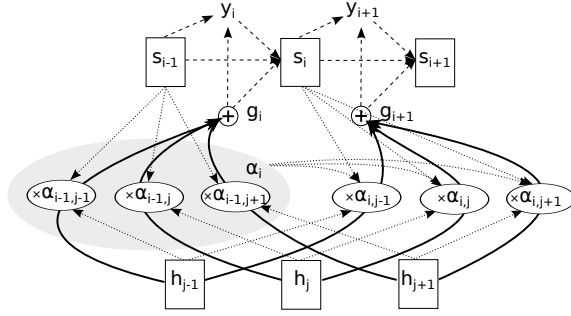 y_i y_{i+1}
s_{i-1} s_i s_{i+1}
+ g_i + g_{i+1}
α_i
×α_{i-1,j-1} ×α_{i-1,j} ×α_{i-1,j+1} ×α_{i,j-1} ×α_{i,j} ×α_{i,j+1}
h_{j-1} h_j h_{j+1}